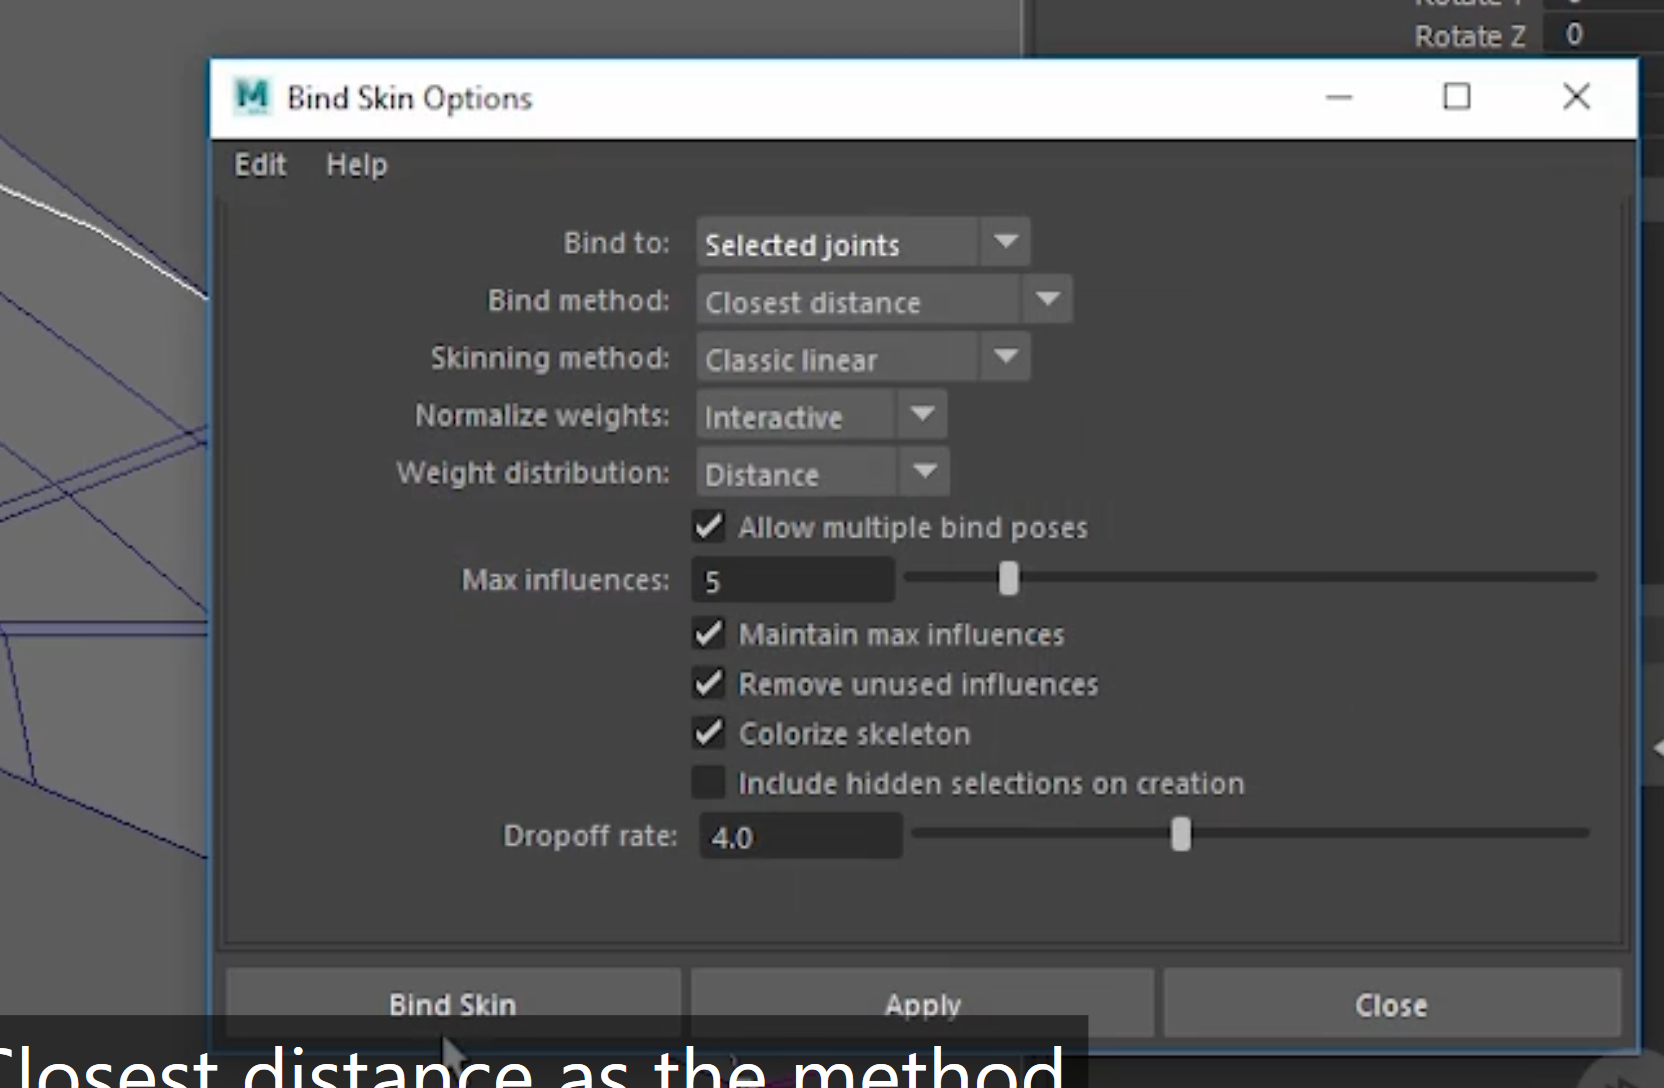 Rotate Y
Rotate Z 0
Bind Skin Options
Edit Help
Bind to: Selected joints
Bind method: Closest distance
Skinning method: Classic linear
Normalize weights: Interactive
Weight distribution: Distance
Allow multiple bind poses
Max influences: 5
Maintain max influences
Remove unused influences
Colorize skeleton
Include hidden selections on creation
Dropoff rate: 4.0
Bind Skin Apply Close
Closest distance as the method